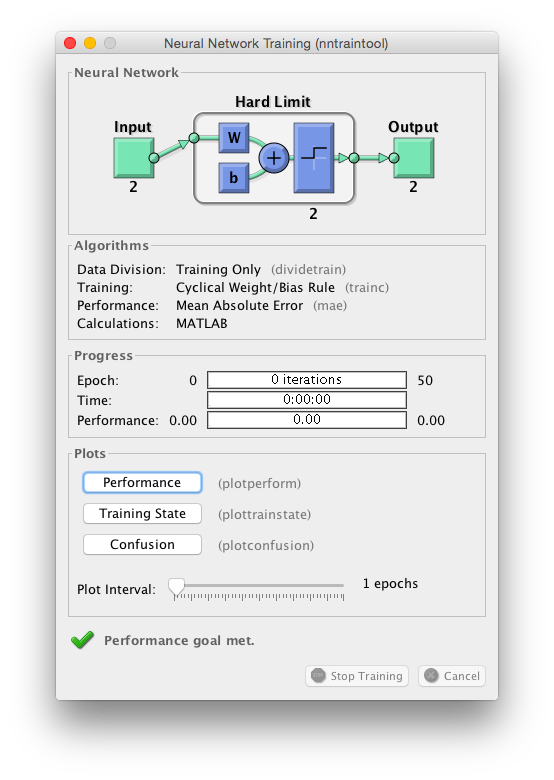 Neural Network Training (nntraintool)
Neural Network
Hard Limit
Input
Output
W
b
+
2
2
2
Algorithms
Data Division: Training Only (dividetrain)
Training: Cyclical Weight/Bias Rule (trainc)
Performance: Mean Absolute Error (mae)
Calculations: MATLAB
Progress
Epoch: 0 0 iterations 50
Time: 0:00:00
Performance: 0.00 0.00 0.00
Plots
Performance (plotperform)
Training State (plottrainstate)
Confusion (plotconfusion)
Plot Interval: 1 epochs
Performance goal met.
Stop Training Cancel